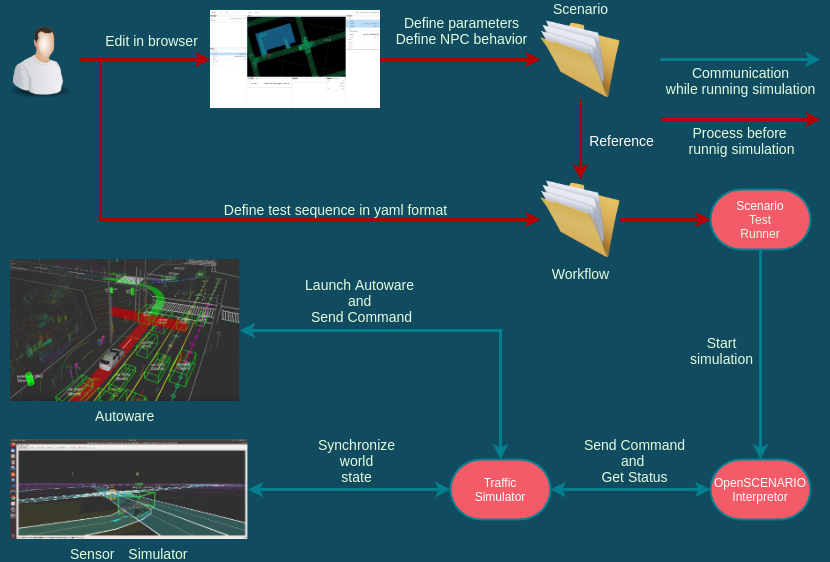 Scenario
Define parameters
Define NPC behavior
Edit in browser
Communication
while running simulation
Process before
runnig simulation
Reference
Define test sequence in yaml format
Scenario
Test
Runner
Workflow
Launch Autoware
and
Send Command
Start
simulation
Autoware
Synchronize
world
state
Send Command
and
Get Status
Traffic
Simulator
OpenSCENARIO
Interpretor
Sensor Simulator